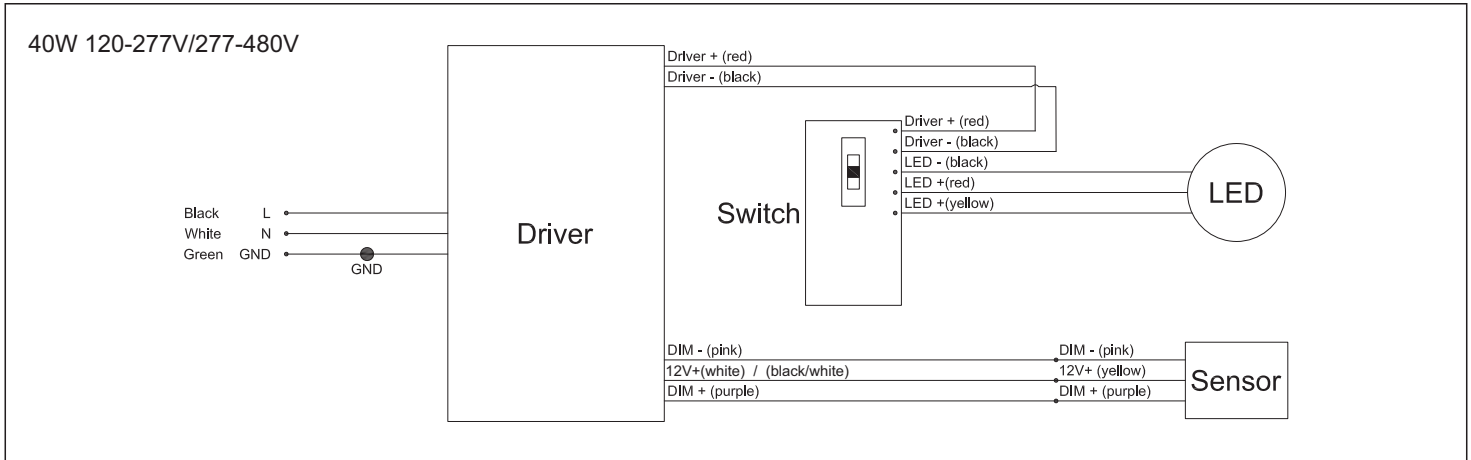 40W 120-277V/277-480V
Driver + (red)
Driver - (black)
Driver + (red)
Driver - (black)
LED - (black)
LED +(red)
LED +(yellow)
Switch
LED
Black L
White N
Green GND
GND
Driver
DIM - (pink)
12V+(white) / (black/white)
DIM + (purple)
DIM - (pink)
12V+ (yellow)
DIM + (purple)
Sensor